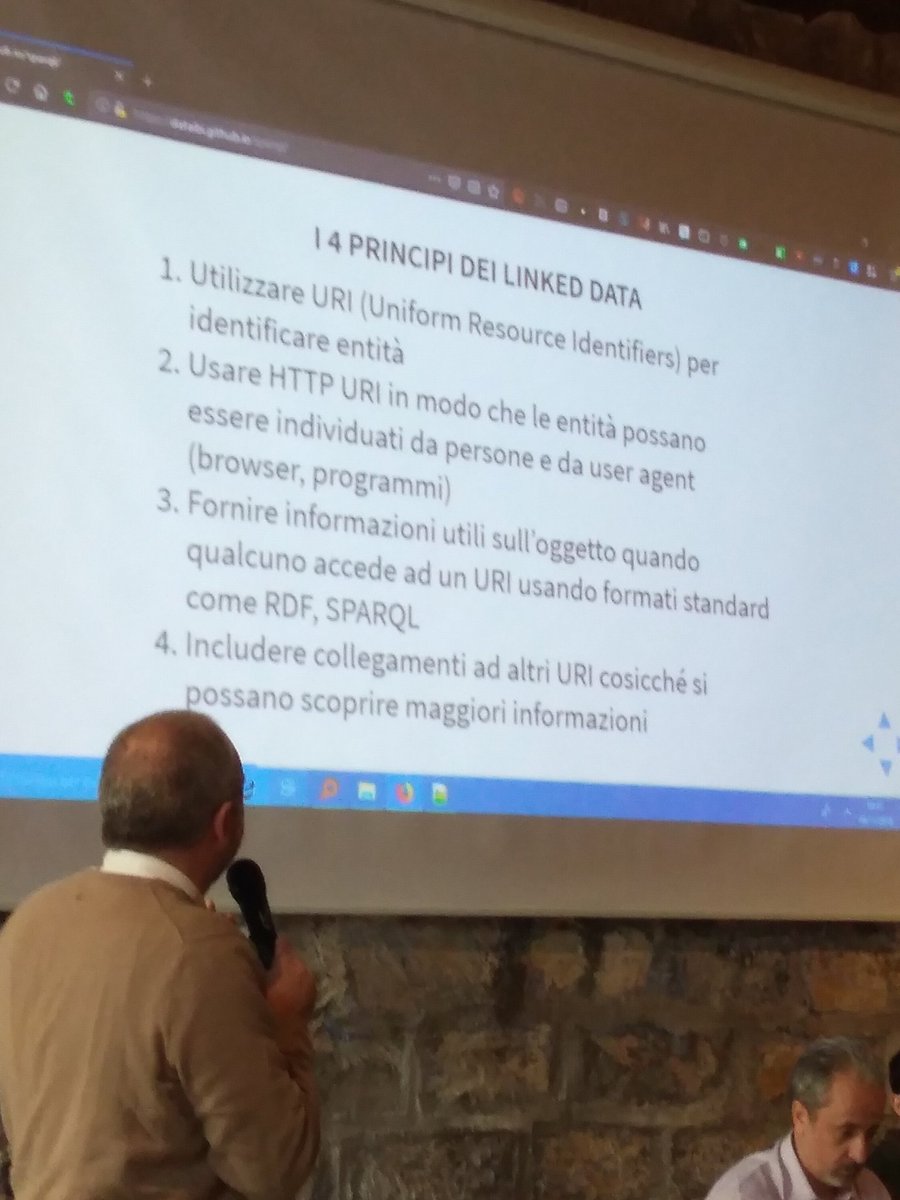 I 4 PRINCIPI DEI LINKED DATA
1. Utilizzare URI (Uniform Resource Identifiers) per
identificare entità
2. Usare HTTP URI in modo che le entità possano
essere individuati da persone e da user agent
(browser, programmi)
3. Fornire informazioni utili sull'oggetto quando
qualcuno accede ad un URI usando formati standard
come RDF, SPARQL
4. Includere collegamenti ad altri URI cosicché si
possano scoprire maggiori informazioni